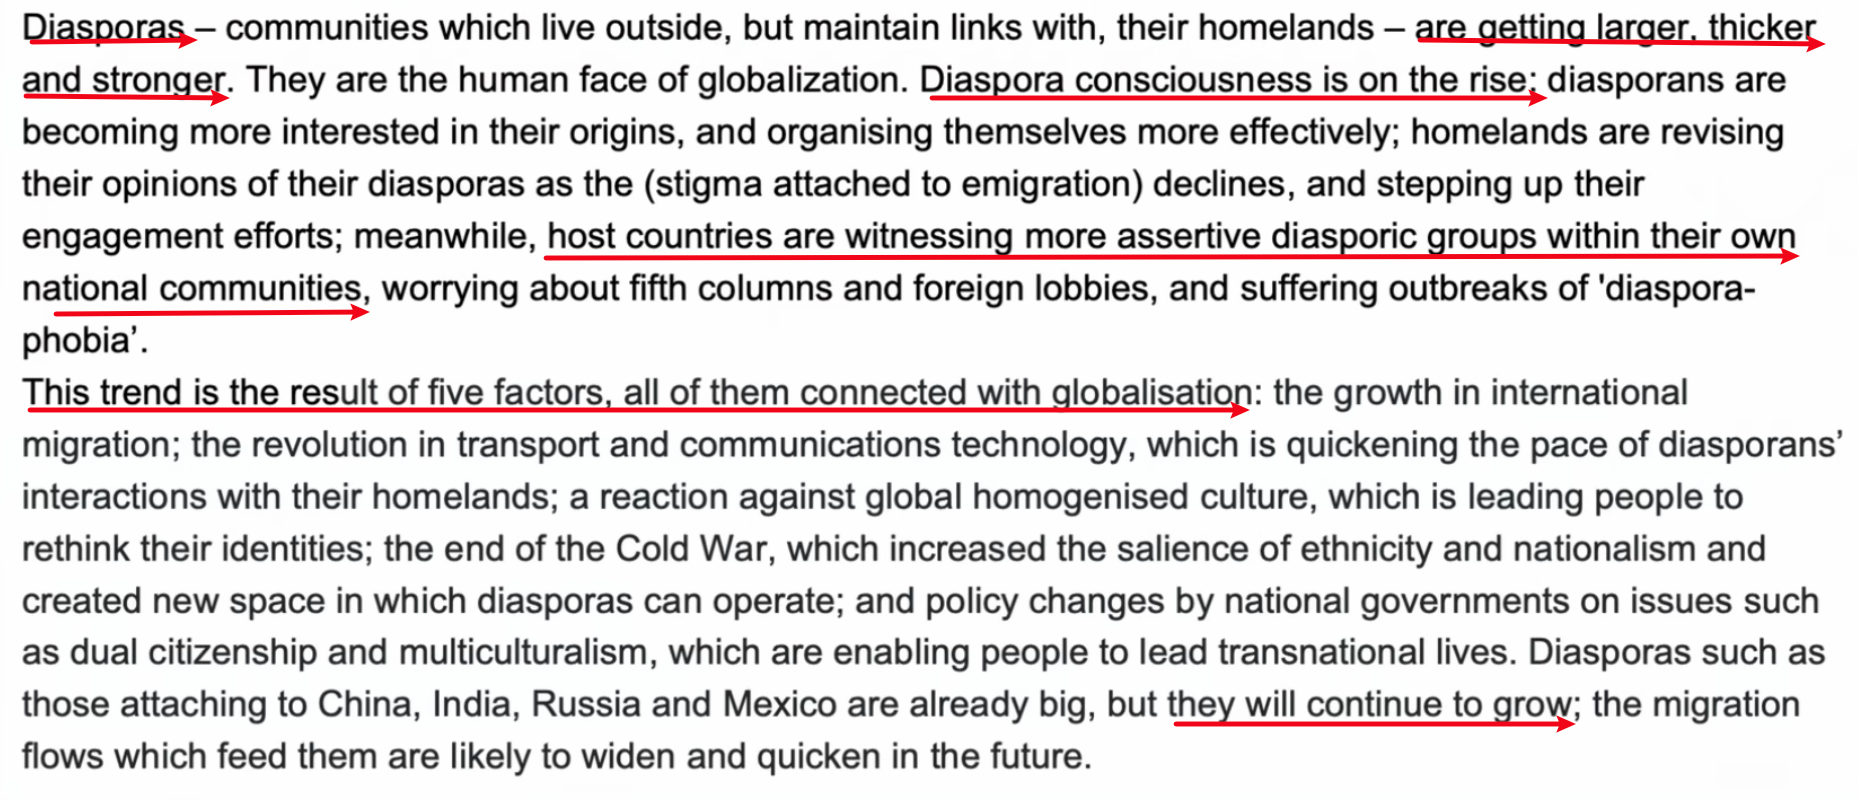 Diasporas – communities which live outside, but maintain links with, their homelands – are getting larger, thicker
and stronger. They are the human face of globalization. Diaspora consciousness is on the rise: diasporans are
becoming more interested in their origins, and organising themselves more effectively; homelands are revising
their opinions of their diasporas as the (stigma attached to emigration) declines, and stepping up their
engagement efforts; meanwhile, host countries are witnessing more assertive diasporic groups within their own
national communities, worrying about fifth columns and foreign lobbies, and suffering outbreaks of 'diaspora-
phobia’.
This trend is the result of five factors, all of them connected with globalisation: the growth in international
migration; the revolution in transport and communications technology, which is quickening the pace of diasporans’
interactions with their homelands; a reaction against global homogenised culture, which is leading people to
rethink their identities; the end of the Cold War, which increased the salience of ethnicity and nationalism and
created new space in which diasporas can operate; and policy changes by national governments on issues such
as dual citizenship and multiculturalism, which are enabling people to lead transnational lives. Diasporas such as
those attaching to China, India, Russia and Mexico are already big, but they will continue to grow; the migration
flows which feed them are likely to widen and quicken in the future.